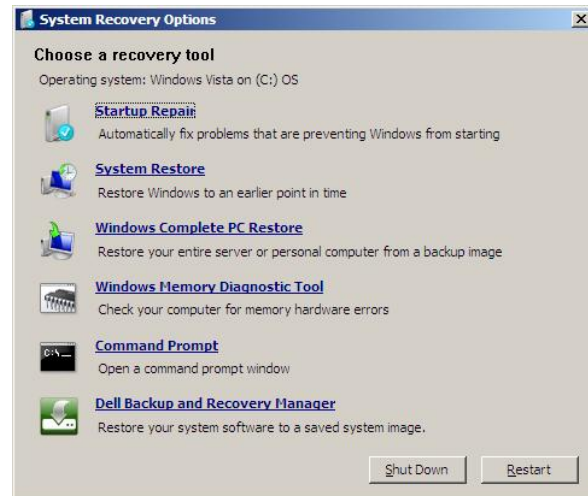 System Recovery Options
Choose a recovery tool
Operating system: Windows Vista on (C:) OS
Startup Repair
Automatically fix problems that are preventing Windows from starting
System Restore
Restore Windows to an earlier point in time
Windows Complete PC Restore
Restore your entire server or personal computer from a backup image
Windows Memory Diagnostic Tool
Check your computer for memory hardware errors
C:\_
Command Prompt
Open a command prompt window
Dell Backup and Recovery Manager
Restore your system software to a saved system image.
Shut Down Restart